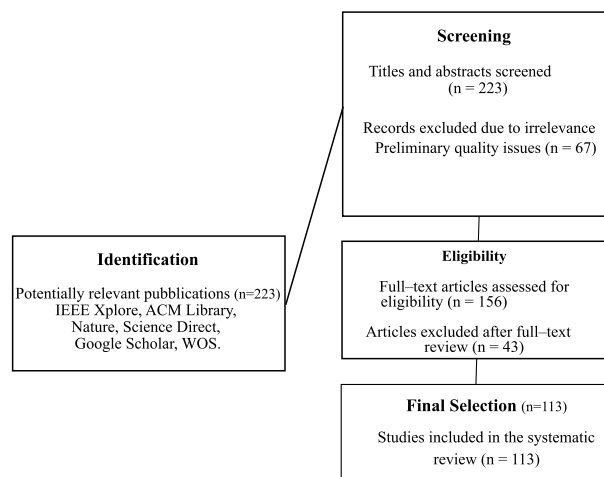 Identification
Potentially relevant pubblications (n=223)
IEEE Xplore, ACM Library,
Nature, Science Direct,
Google Scholar, WOS.
Screening
Titles and abstracts screened
(n = 223)
Records excluded due to irrelevance
Preliminary quality issues (n = 67)
Eligibility
Full–text articles assessed for
eligibility (n = 156)
Articles excluded after full–text
review (n = 43)
Final Selection (n=113)
Studies included in the systematic
review (n = 113)